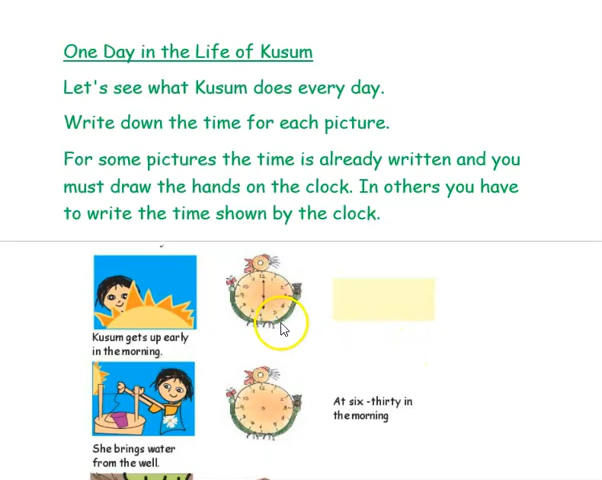 One Day in the Life of Kusum
Let's see what Kusum does every day.
Write down the time for each picture.
For some pictures the time is already written and you
must draw the hands on the clock. In others you have
to write the time shown by the clock.
Kusum gets up early
in the morning.
At six -thirty in
the morning
She brings water
from the well.